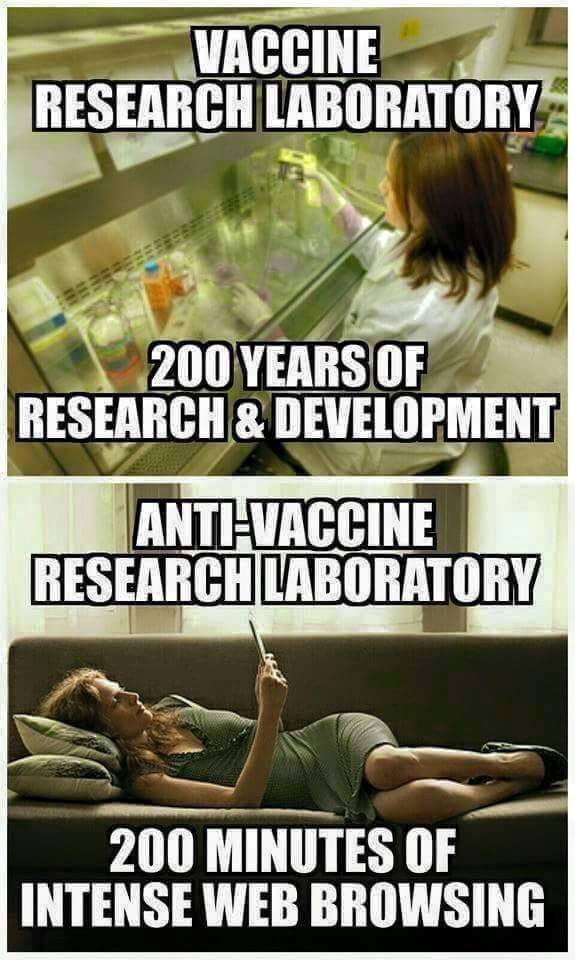 VACCINE
RESEARCH LABORATORY
200 YEARS OF
RESEARCH & DEVELOPMENT
ANTI-VACCINE
RESEARCH LABORATORY
200 MINUTES OF
INTENSE WEB BROWSING